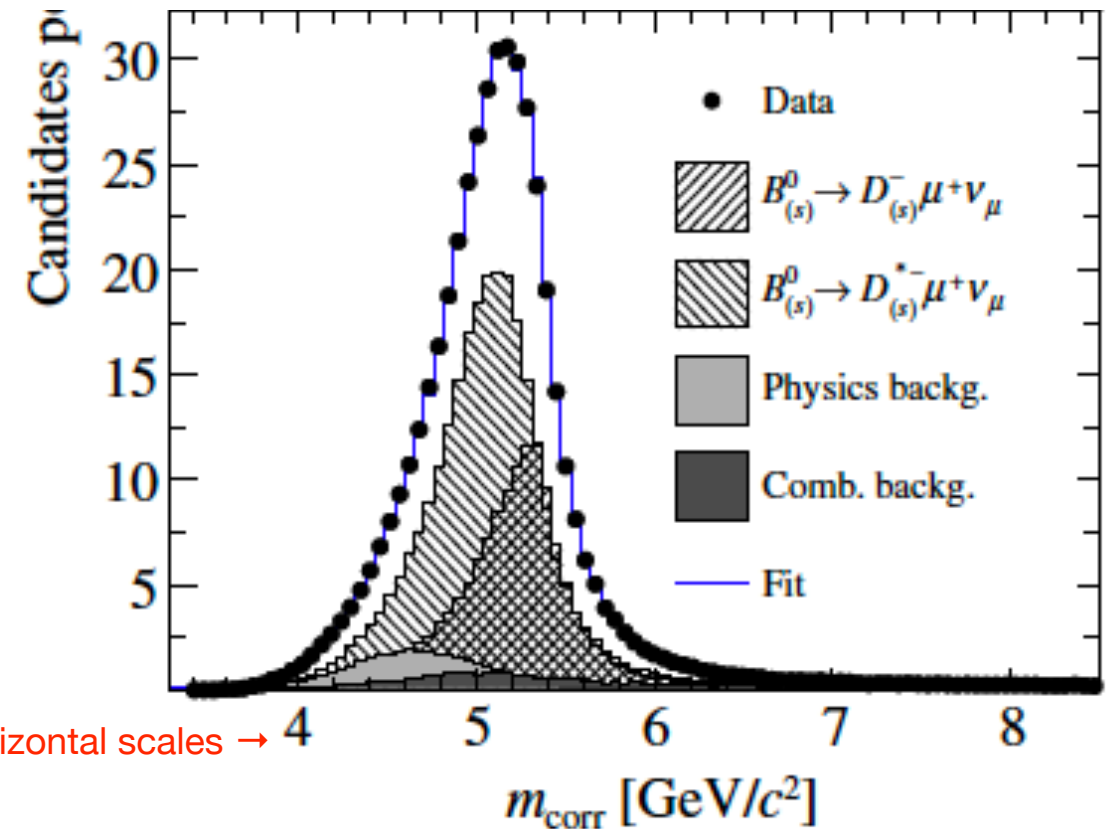 Candidates
30
25
20
15
10
5
Data
B⁰₍ₛ₎ → D⁻₍ₛ₎ μ⁺ν_μ
B⁰₍ₛ₎ → D*⁻₍ₛ₎ μ⁺ν_μ
Physics backg.
Comb. backg.
Fit
scales →
4 5 6 7 8
m_corr [GeV/c²]